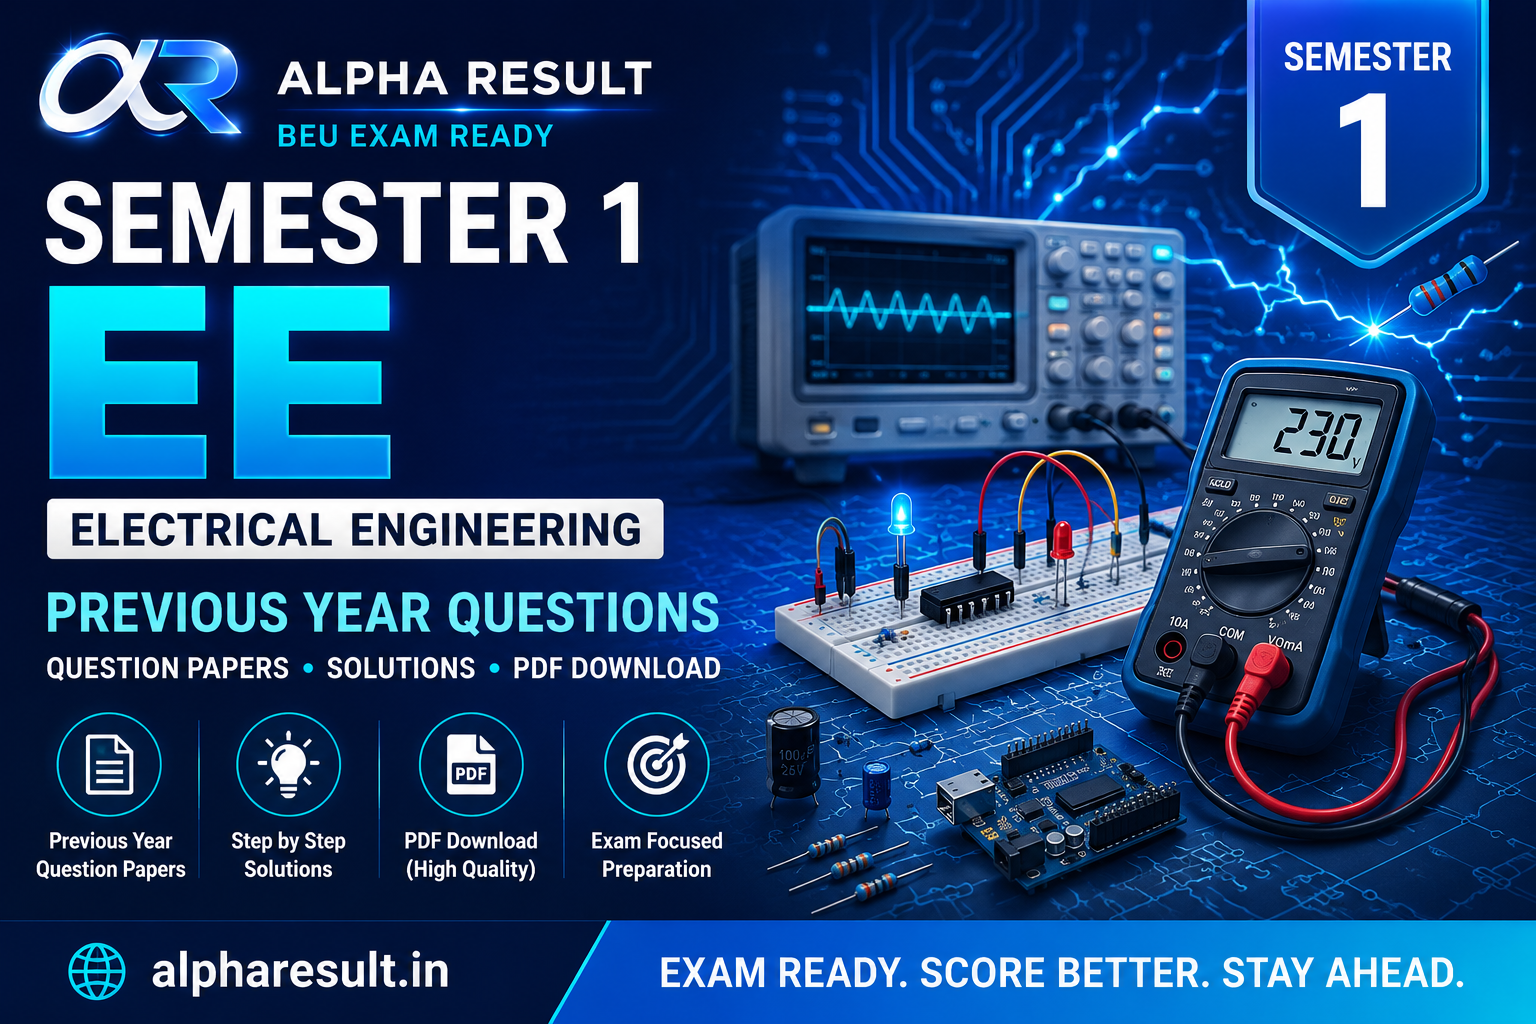 ALPHA RESULT
BEU EXAM READY
SEMESTER
1
SEMESTER 1
EE
ELECTRICAL ENGINEERING
PREVIOUS YEAR QUESTIONS
QUESTION PAPERS • SOLUTIONS • PDF DOWNLOAD
230
V
10A
COM
VΩmA
PDF
Previous Year
Question Papers
Step by Step
Solutions
PDF Download
(High Quality)
Exam Focused
Preparation
alpharesult.in
EXAM READY. SCORE BETTER. STAY AHEAD.